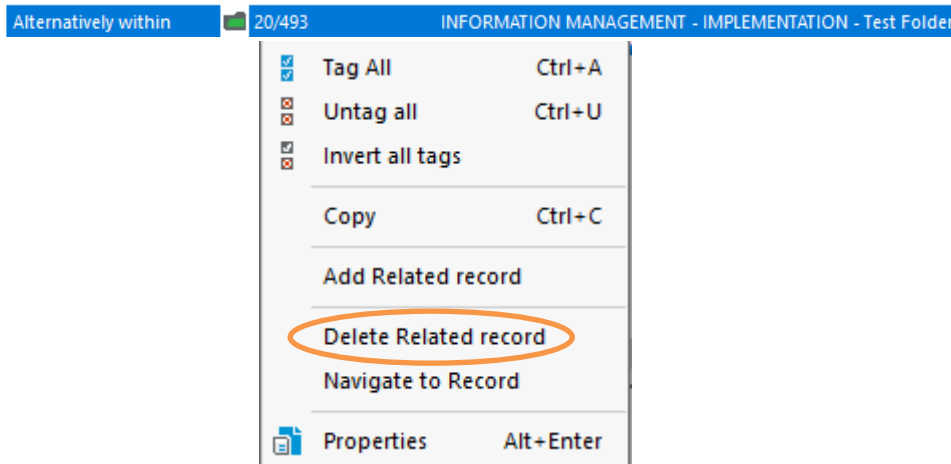 Alternatively within 20/493 INFORMATION MANAGEMENT - IMPLEMENTATION - Test Folder
Tag All Ctrl+A
Untag all Ctrl+U
Invert all tags
Copy Ctrl+C
Add Related record
Delete Related record
Navigate to Record
Properties Alt+Enter